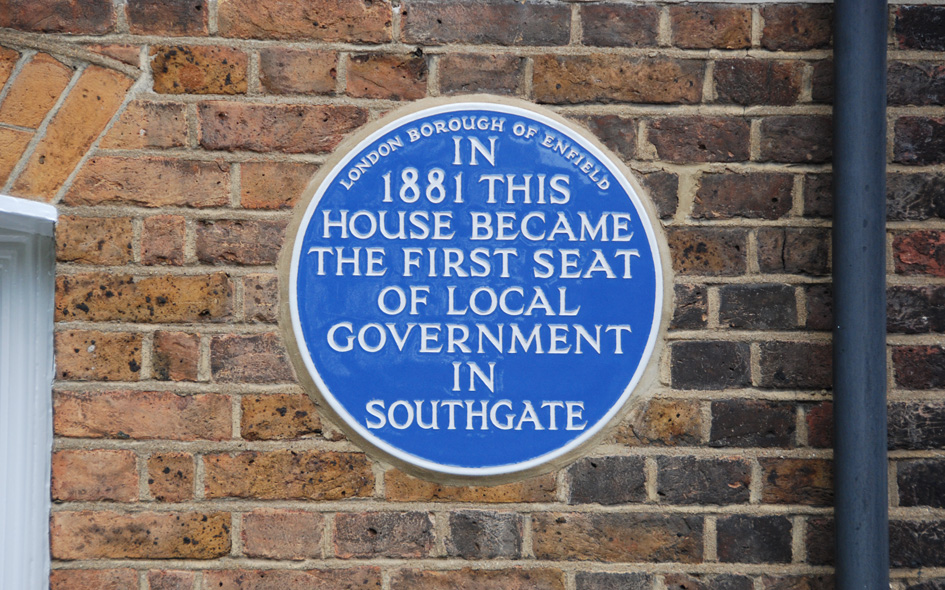 LONDON BOROUGH OF ENFIELD
IN
1881 THIS
HOUSE BECAME
THE FIRST SEAT
OF LOCAL
GOVERNMENT
IN
SOUTHGATE